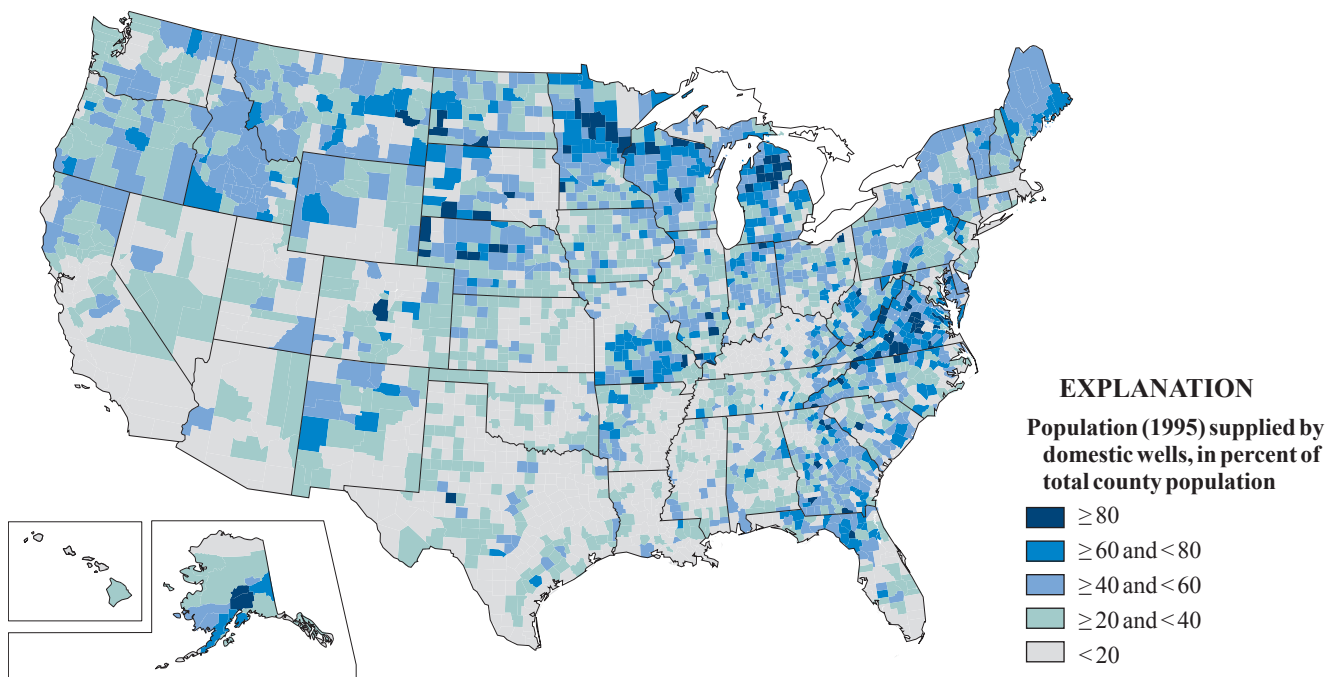 EXPLANATION
Population (1995) supplied by
domestic wells, in percent of
total county population
≥80
≥60 and <80
≥40 and <60
≥20 and <40
<20